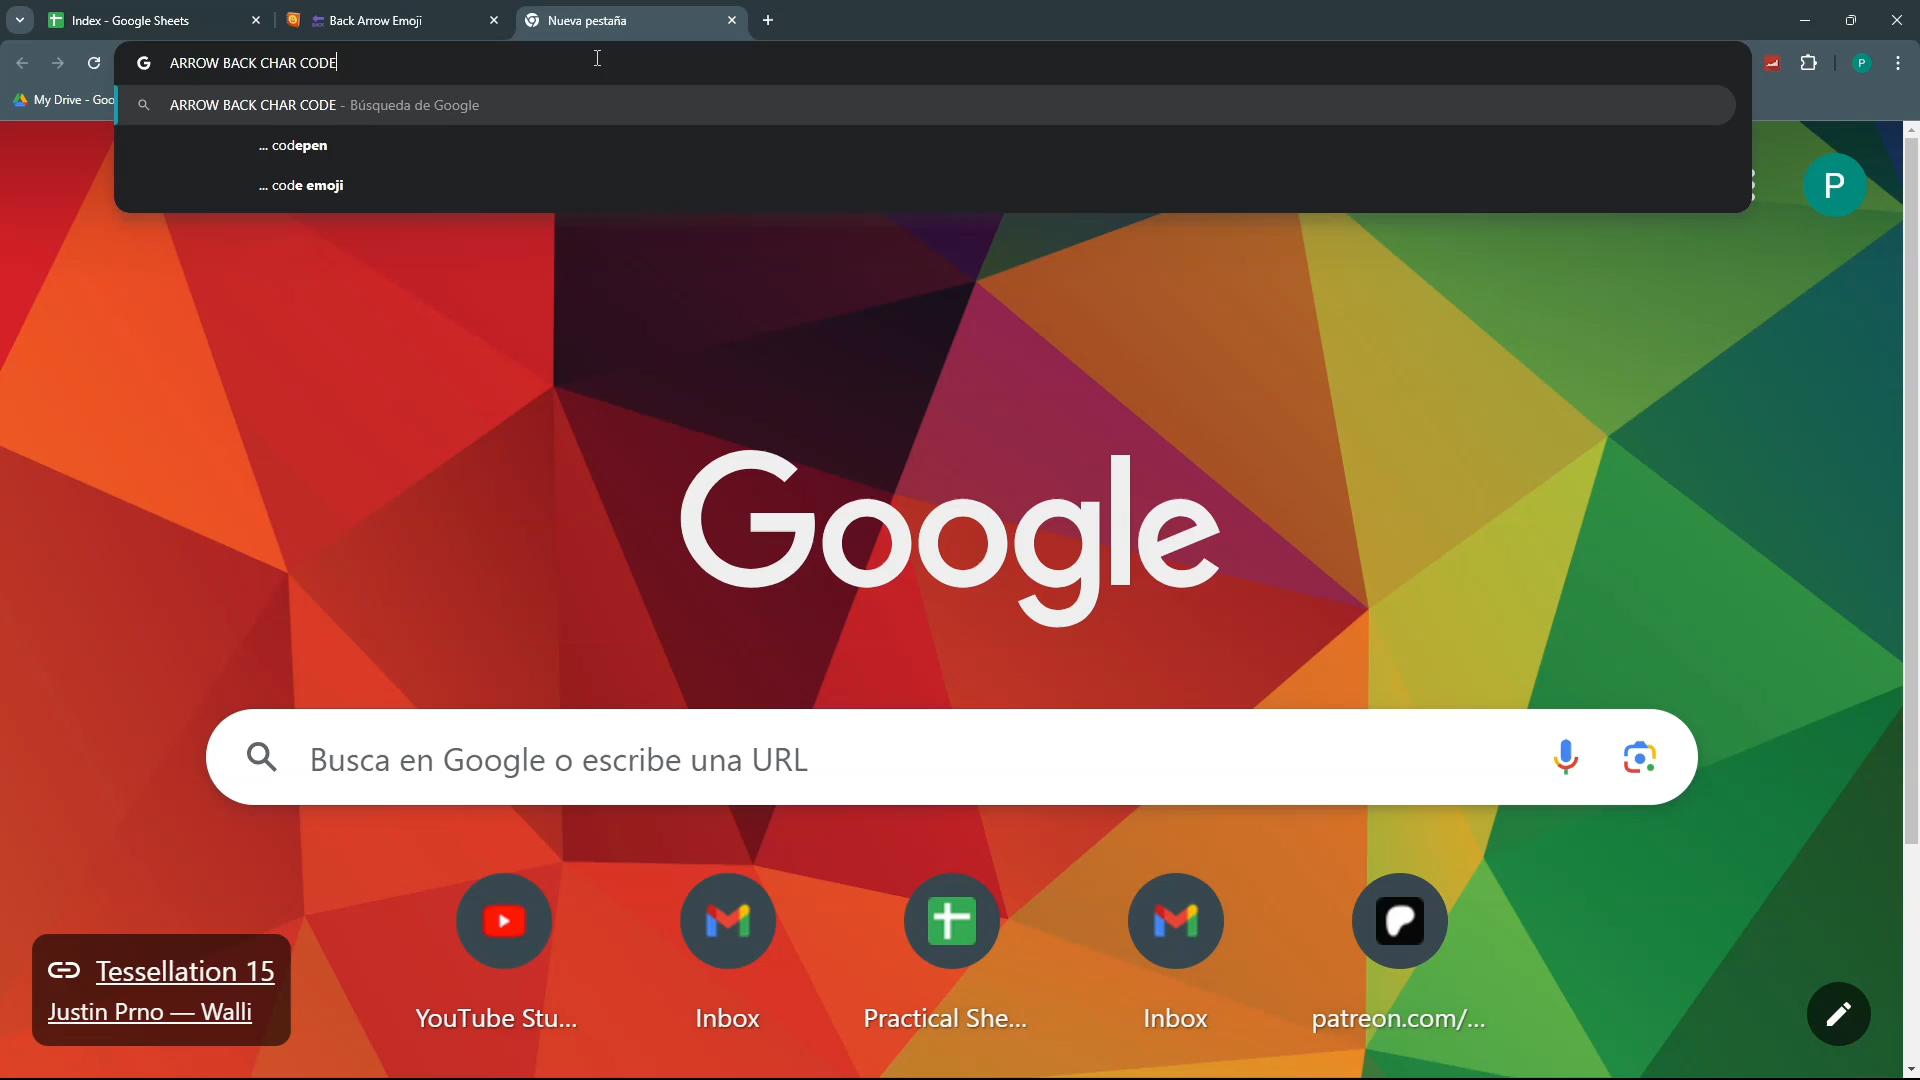 Index - Google Sheets
Back Arrow Emoji
Nueva pestaña
ARROW BACK CHAR CODE
P
My Drive - Goo
ARROW BACK CHAR CODE - Búsqueda de Google
... codepen
... code emoji
P
Google
Busca en Google o escribe una URL
YouTube Stu...
Inbox
Practical She...
Inbox
patreon.com/...
Tessellation 15
Justin Prno — Walli